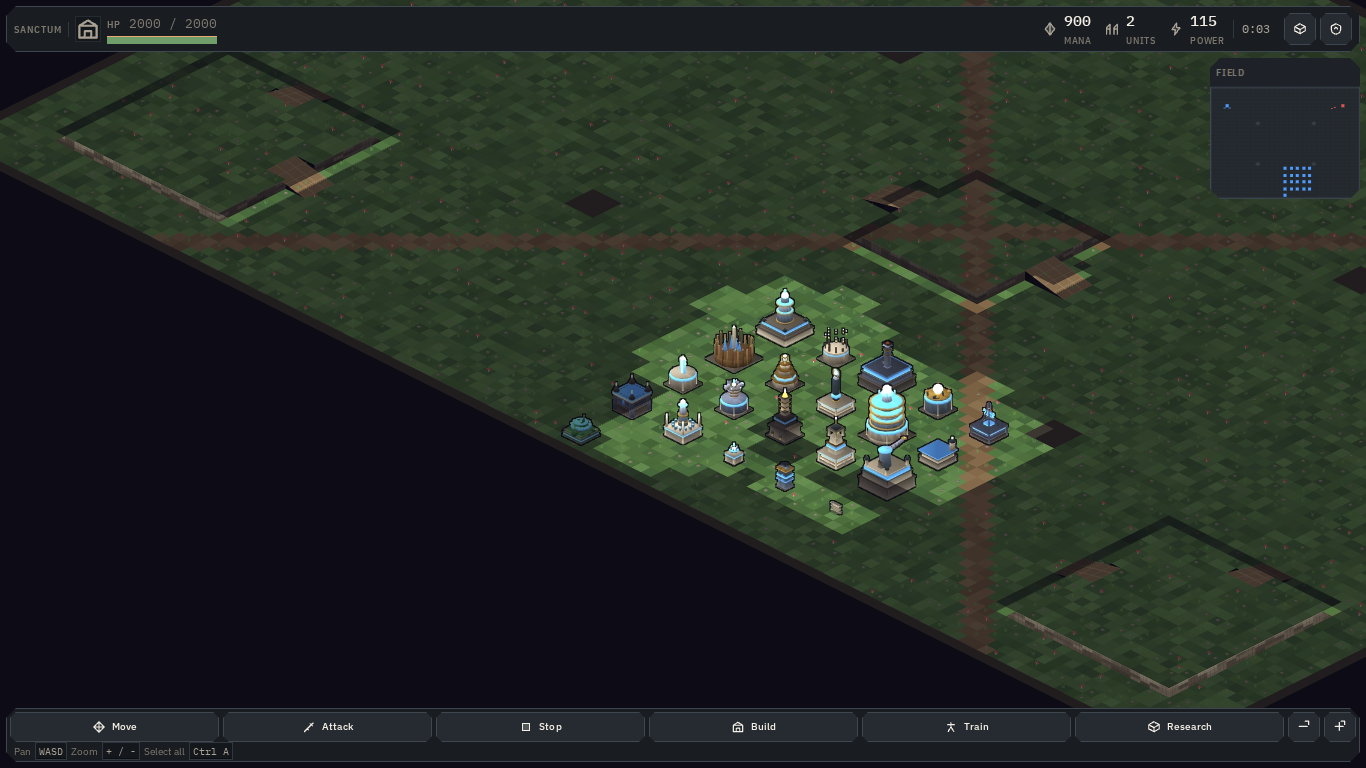 SANCTUM HP 2000 / 2000 900 MANA 2 UNITS 115 POWER 0:03
FIELD
Move Attack Stop Build Train Research
Pan WASD Zoom + / - Select all Ctrl A